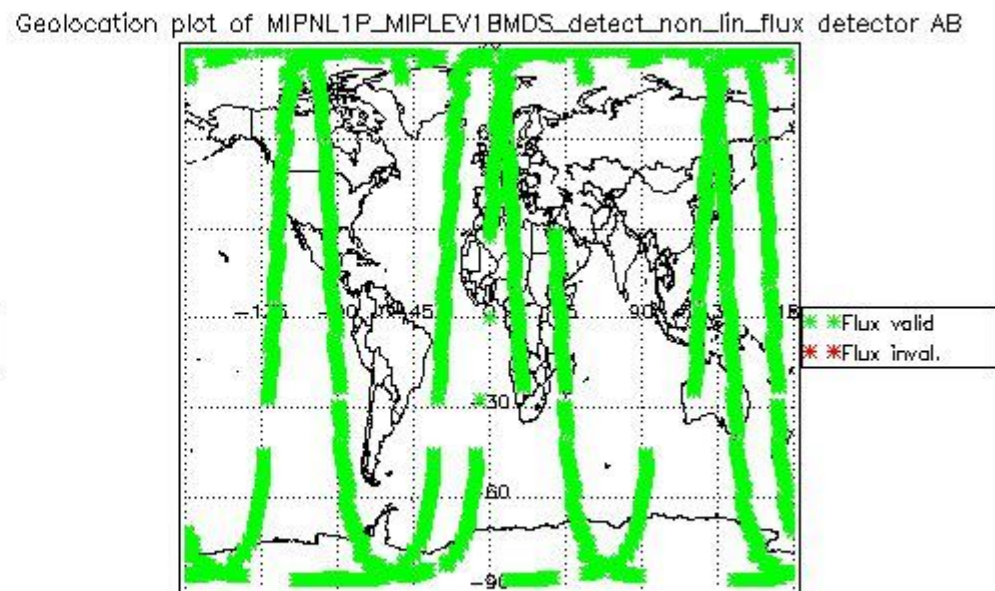 Geolocation plot of MIPNL1P_MIPLEV1BMDS_detect_non_lin_flux detector AB
90
-45
-30
-60
-90
Flux valid
Flux inval.